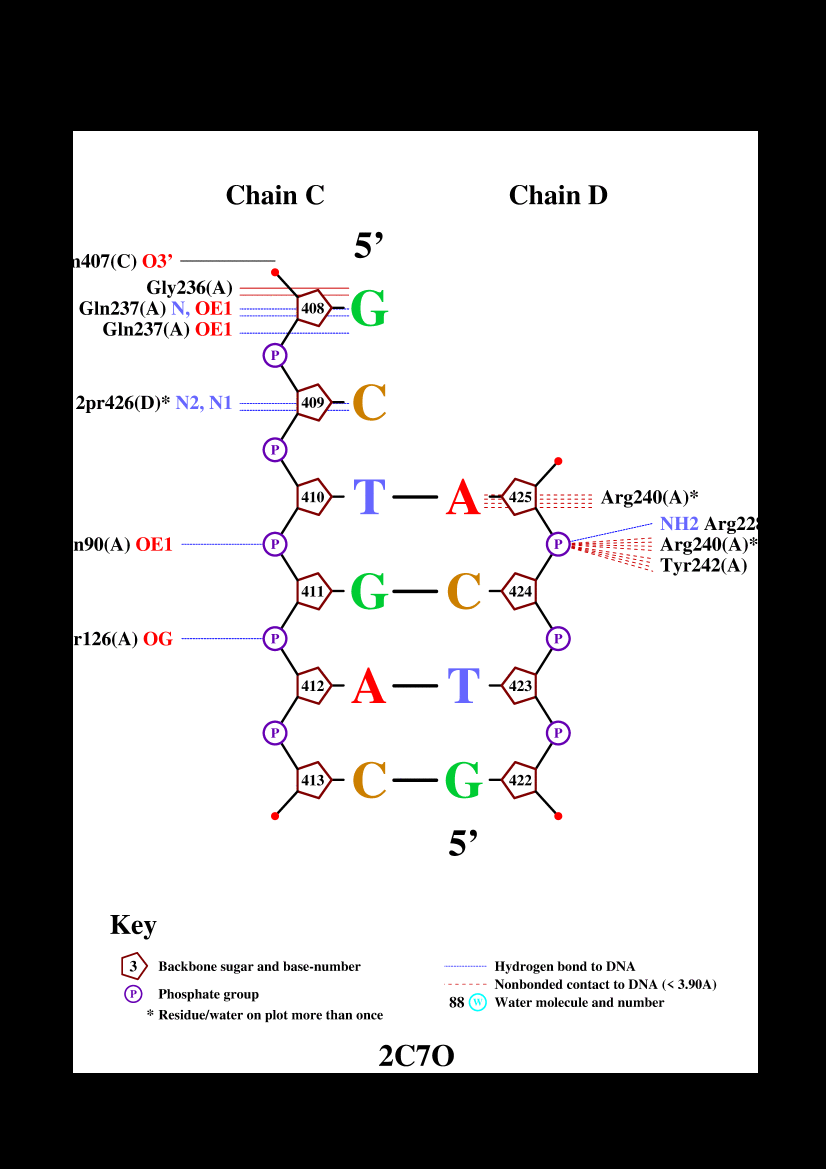 Chain C Chain D
5’
m407(C) O3’
Gly236(A)
408 G
Gln237(A) N, OE1
Gln237(A) OE1
P
2pr426(D)* N2, N1 409 C
P
410 T A 425 Arg240(A)*
NH2 Arg228
n90(A) OE1 P P Arg240(A)*
Tyr242(A)
411 G C 424
r126(A) OG P P
412 A T 423
P P
413 C G 422
5’
Key
3 Backbone sugar and base-number
P Phosphate group
* Residue/water on plot more than once
Hydrogen bond to DNA
Nonbonded contact to DNA (< 3.90A)
88 W Water molecule and number
2C7O